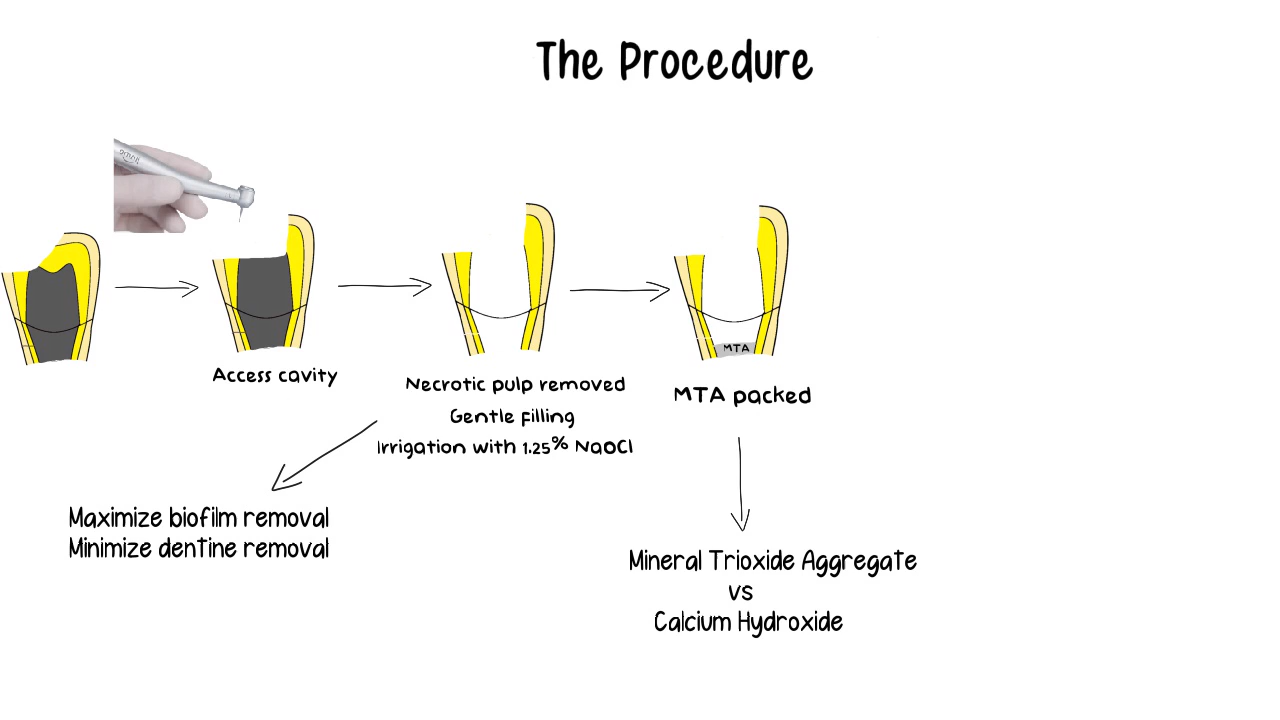 The Procedure
Access cavity
Necrotic pulp removed
Gentle filling
Irrigation with 1.25% NaOCl
MTA
MTA packed
Maximize biofilm removal
Minimize dentine removal
Mineral Trioxide Aggregate
vs
Calcium Hydroxide